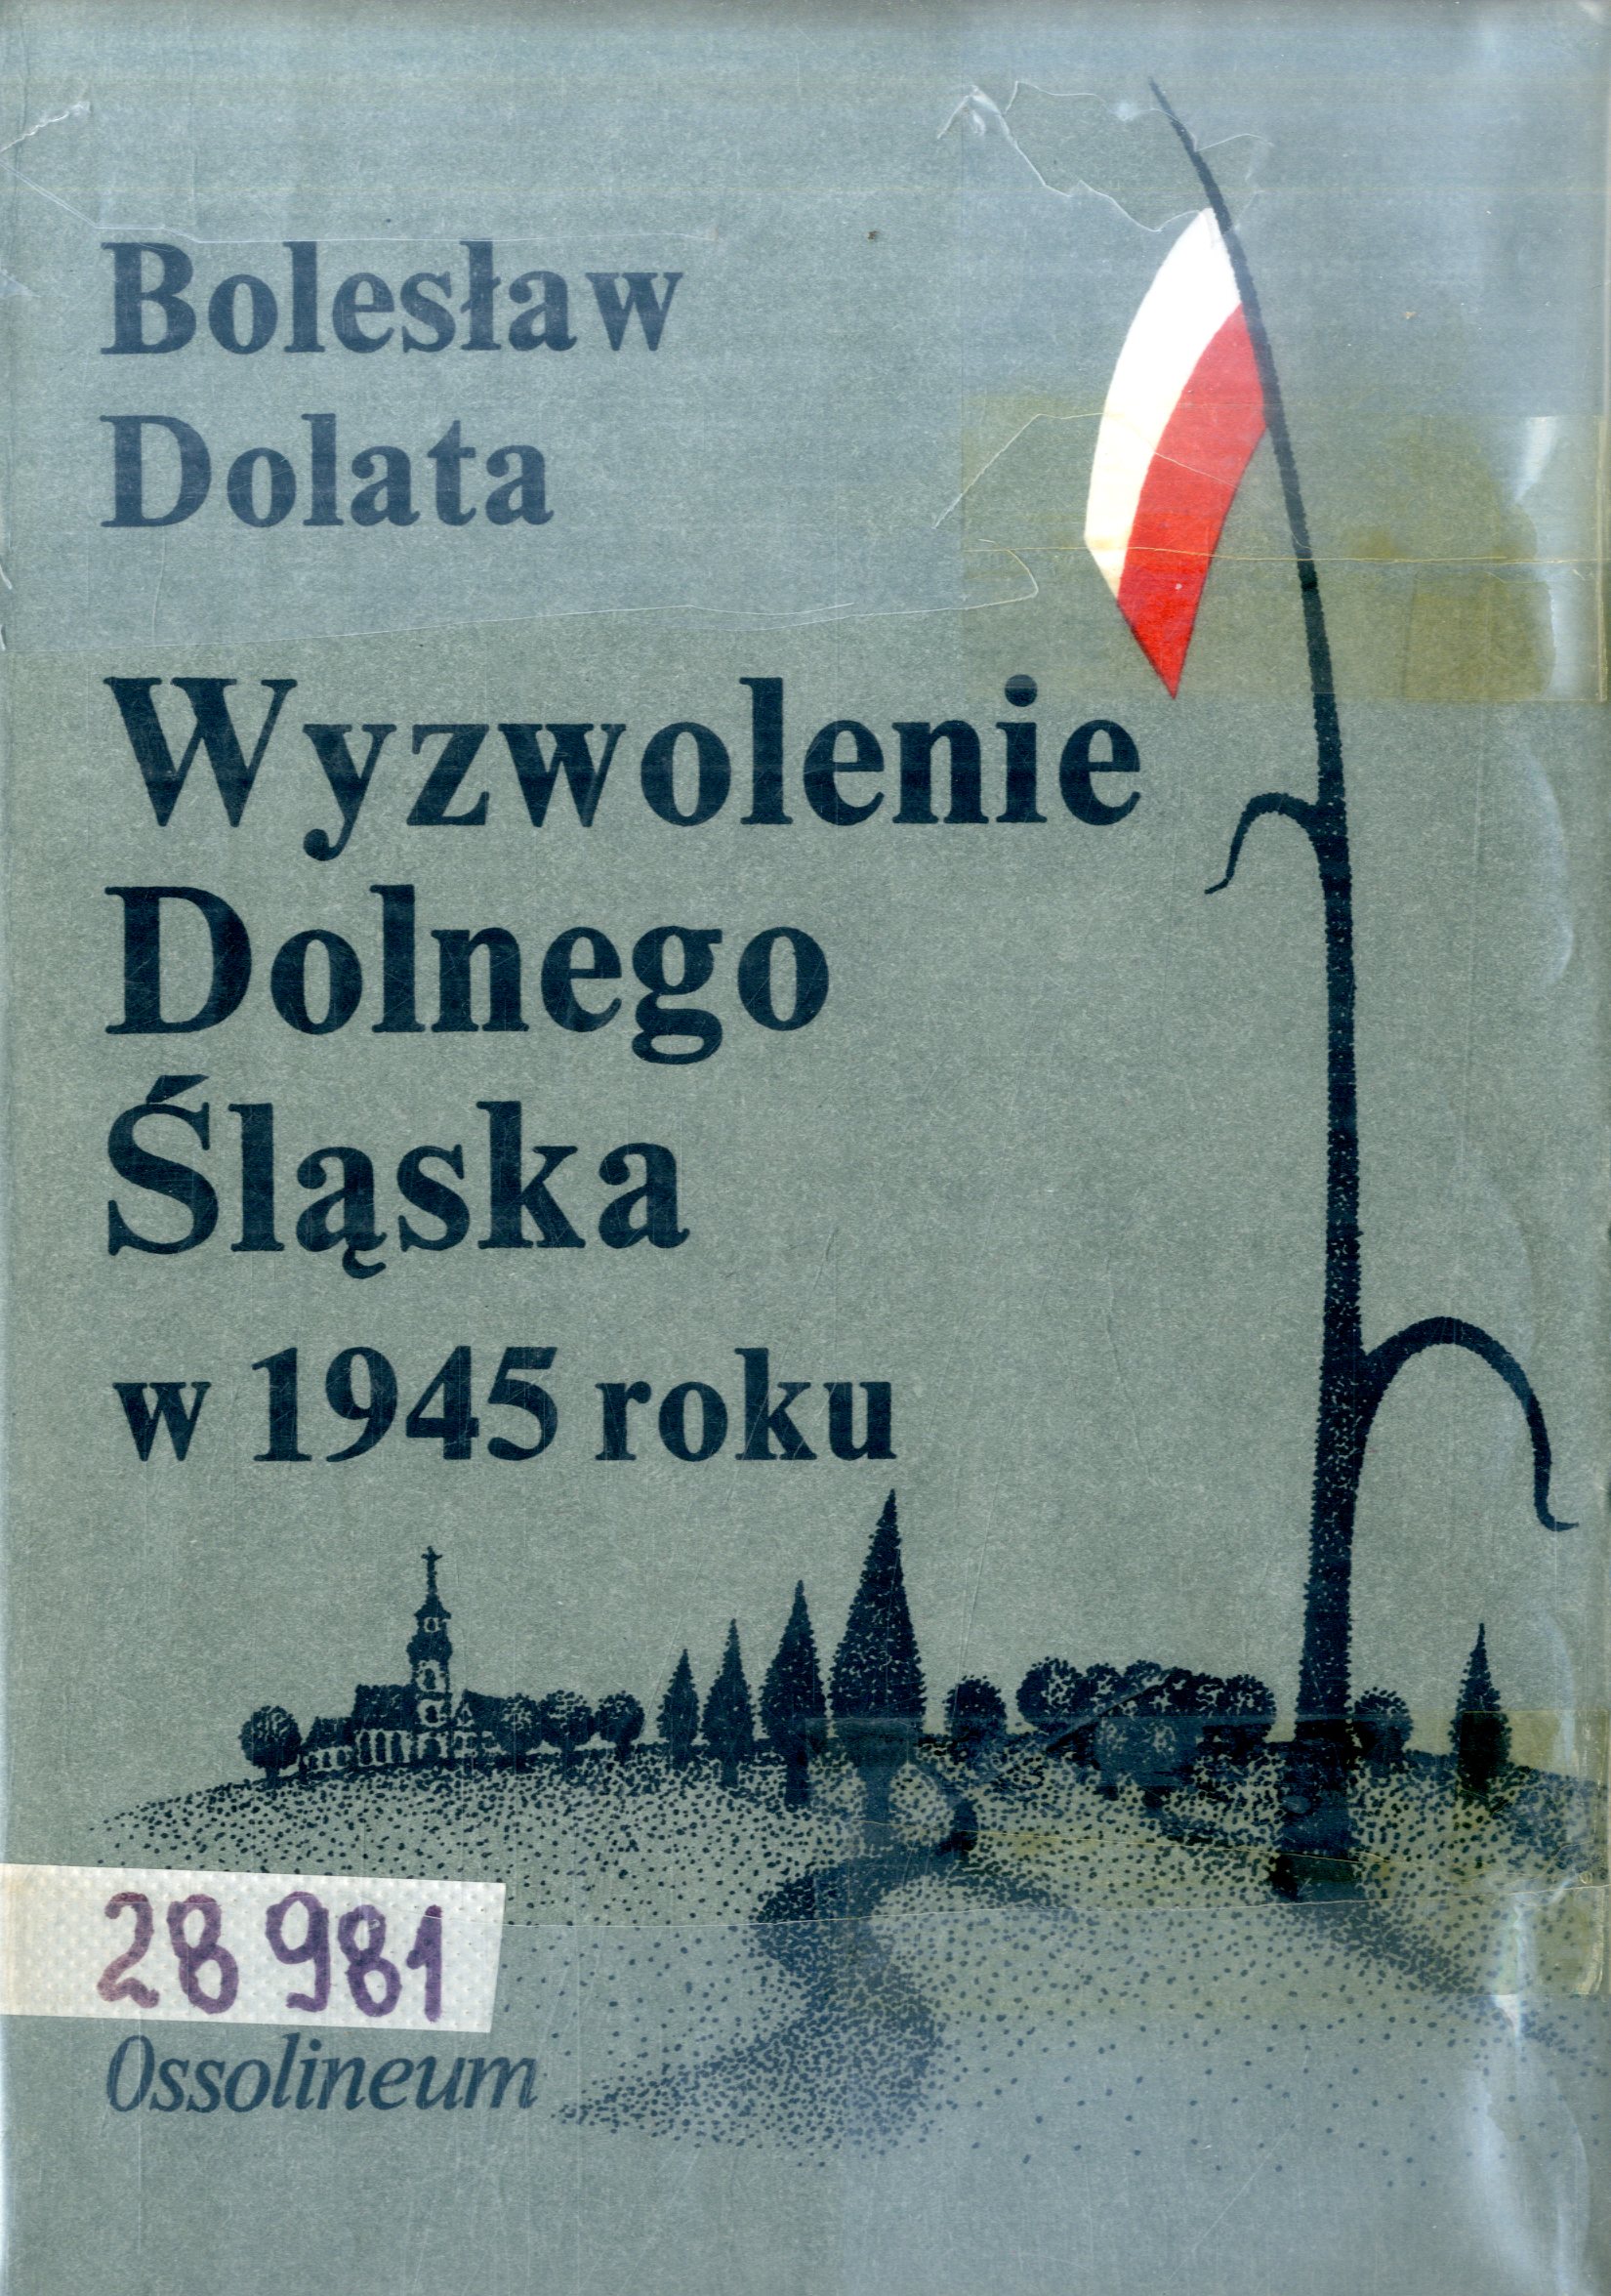 Bolesław
Dolata
Wyzwolenie
Dolnego
Śląska
w 1945 roku
28 981
Ossolineum